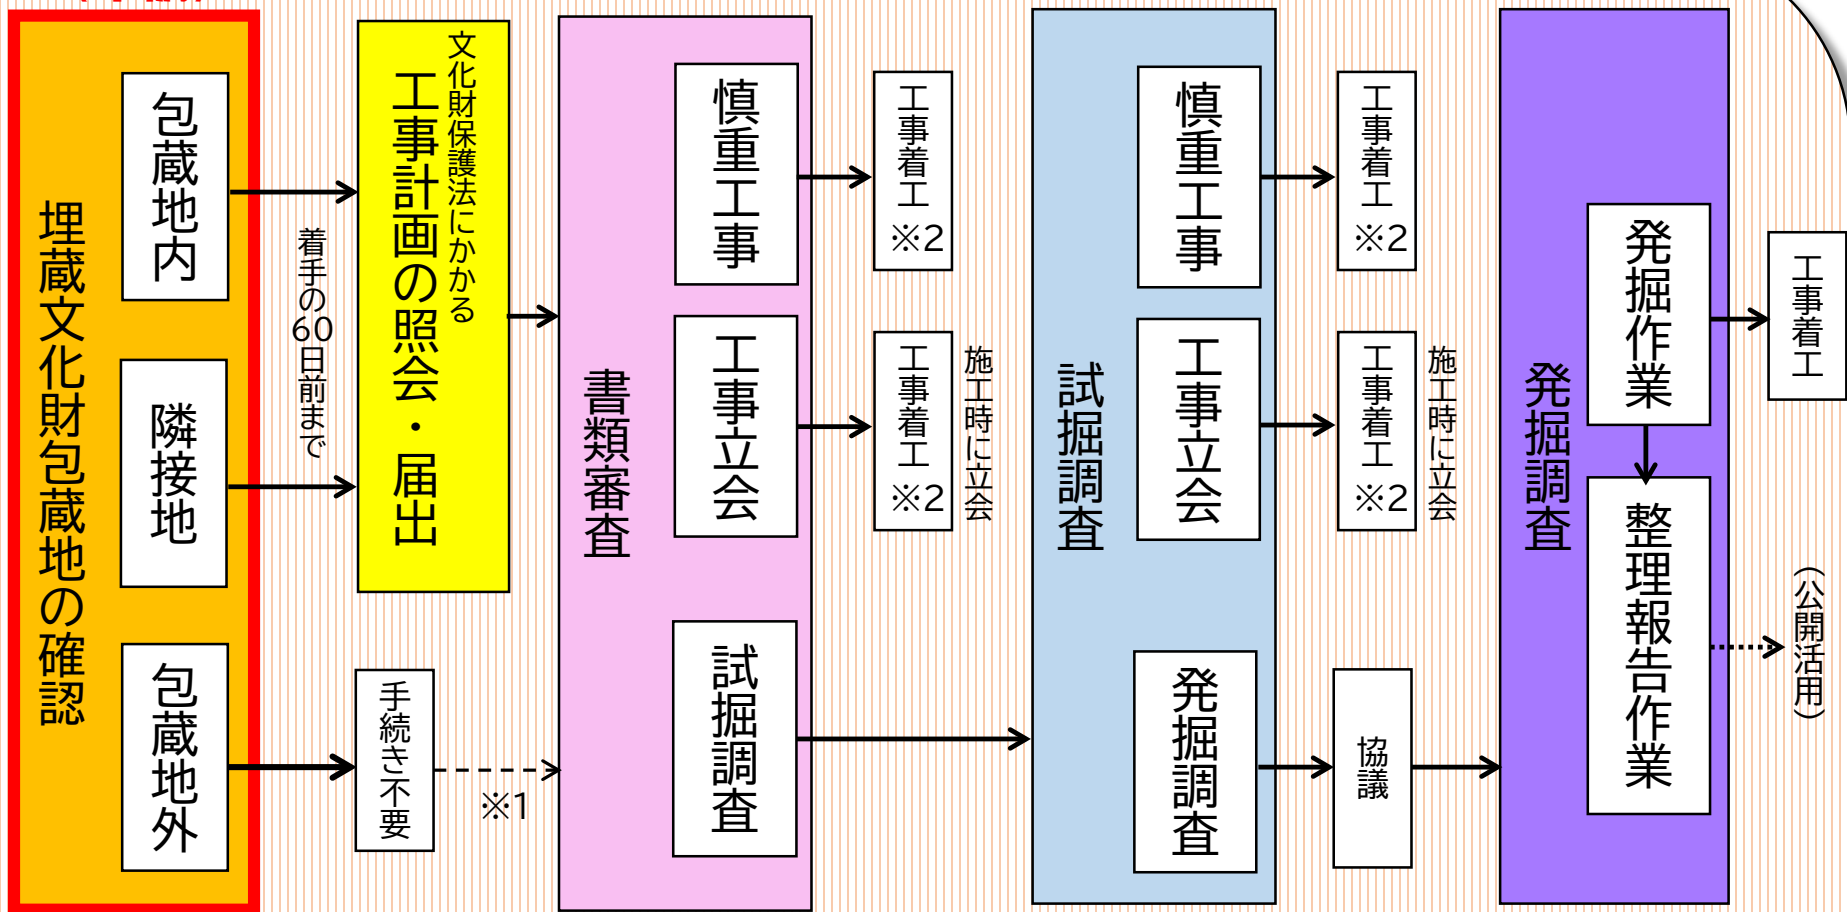 埋蔵文化財包蔵地の確認
包蔵地内
隣接地
包蔵地外
着手の60日前まで
文化財保護法にかかる
工事計画の照会・届出
手続き不要
※1
書類審査
慎重工事
工事立会
試掘調査
工事着工
※2
工事着工
※2
施工時に立会
試掘調査
慎重工事
工事立会
発掘調査
工事着工
※2
工事着工
※2
施工時に立会
協議
発掘調査
発掘作業
整理報告作業
工事着工
（公開活用）